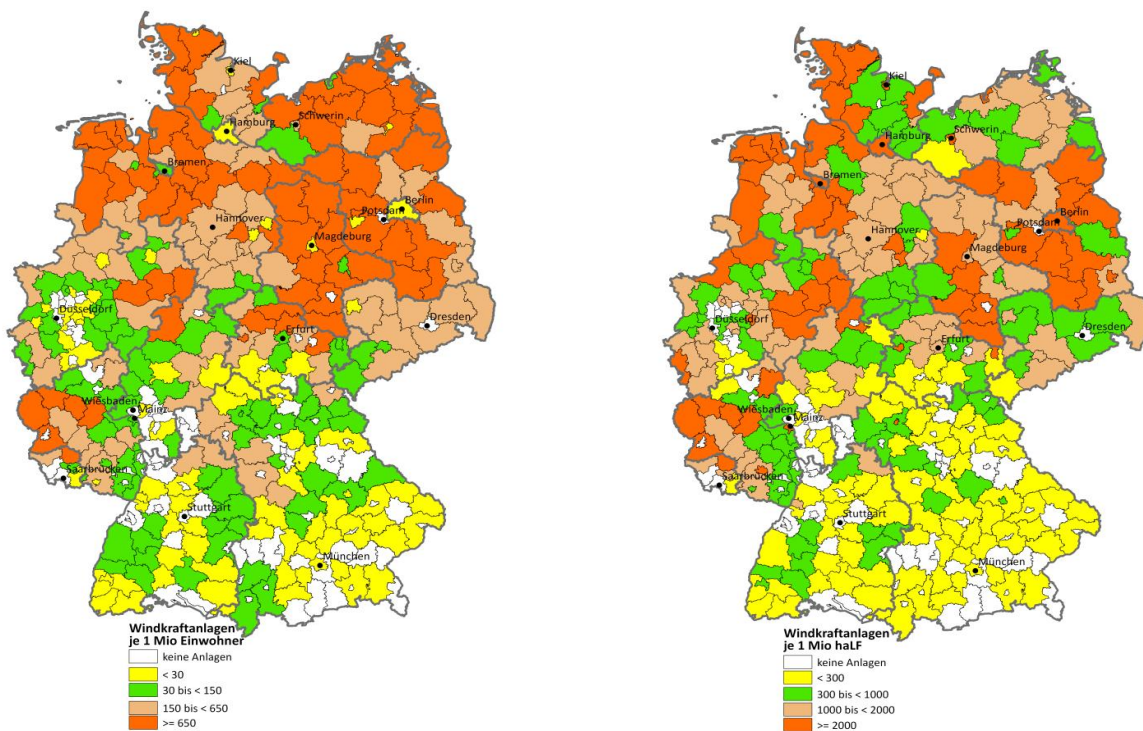 Kiel
Schwerin
Hamburg
Bremen
Berlin
Potsdam
Hannover
Magdeburg
Düsseldorf
Erfurt
Dresden
Wiesbaden
Mainz
Saarbrücken
Stuttgart
München
Windkraftanlagen
je 1 Mio Einwohner
keine Anlagen
< 30
30 bis < 150
150 bis < 650
>= 650
Kiel
Schwerin
Hamburg
Bremen
Berlin
Potsdam
Hannover
Magdeburg
Düsseldorf
Erfurt
Dresden
Wiesbaden
Mainz
Saarbrücken
Stuttgart
München
Windkraftanlagen
je 1 Mio haLF
keine Anlagen
< 300
300 bis < 1000
1000 bis < 2000
>= 2000